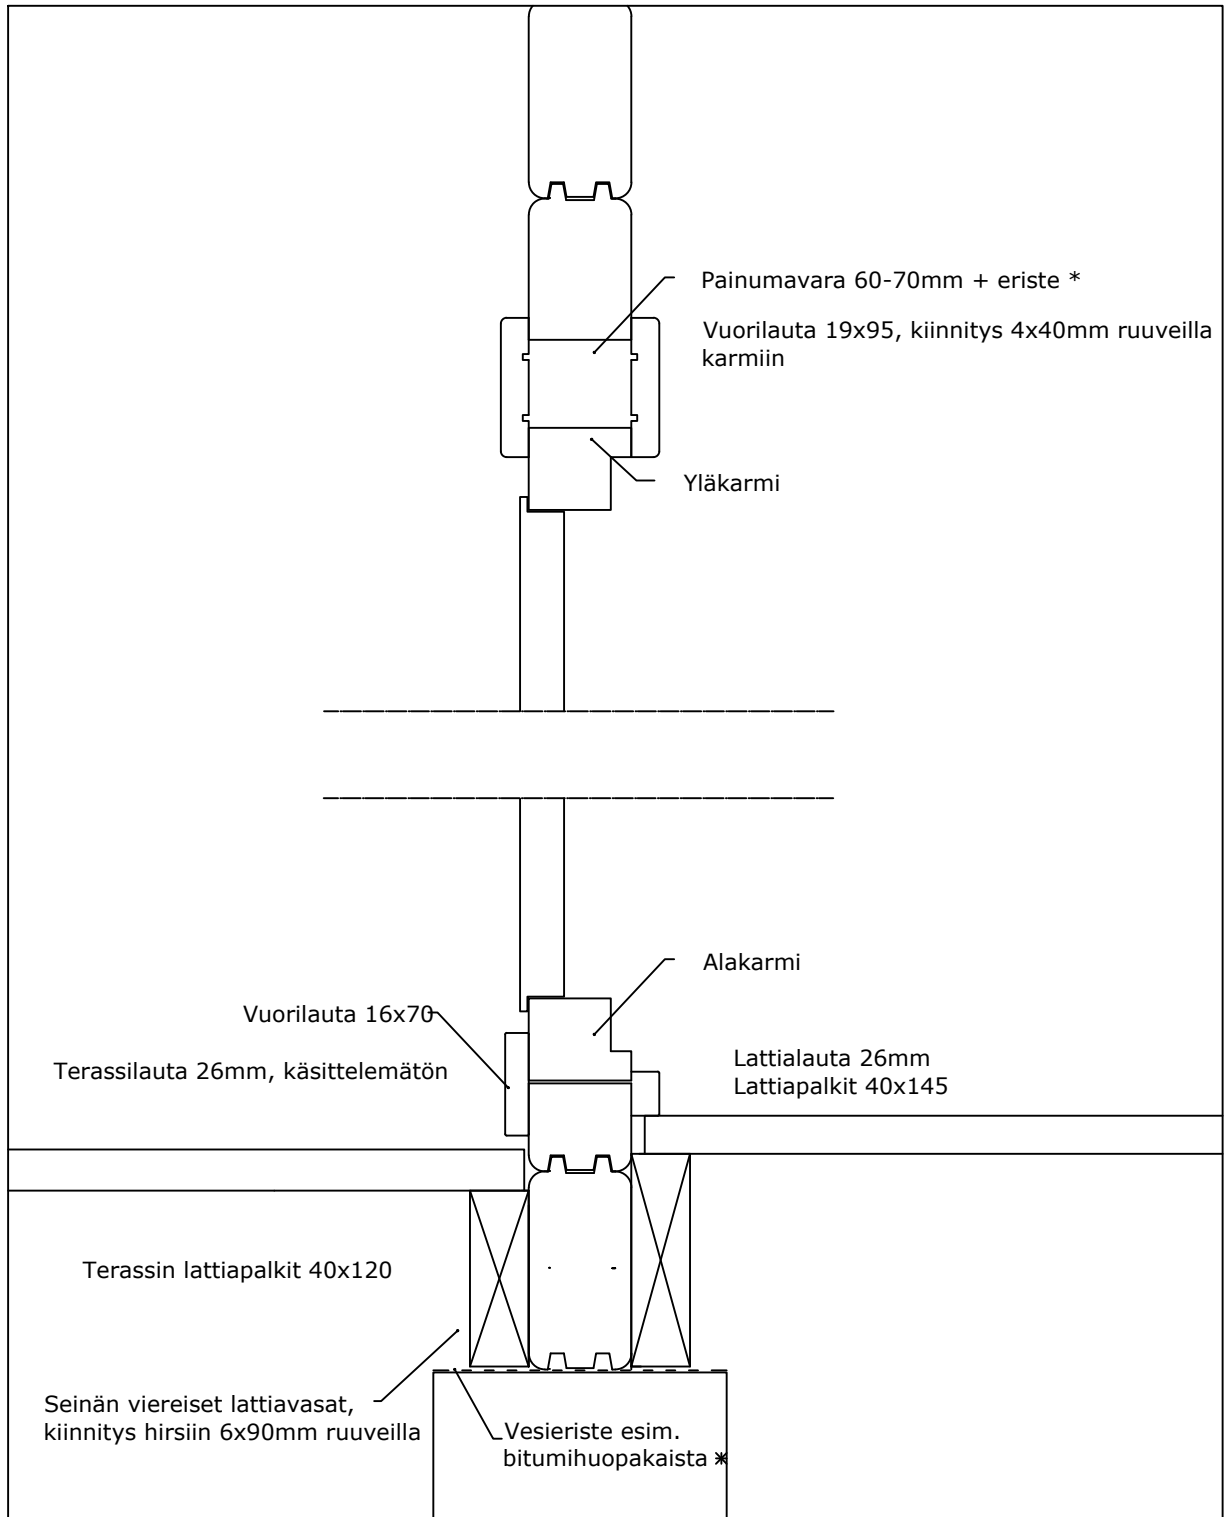 Painumavara 60-70mm + eriste *
Vuorilauta 19x95, kiinnitys 4x40mm ruuveilla
karmiin
Yläkarmi
Alakarmi
Vuorilauta 16x70
Terassilauta 26mm, käsittelemätön
Lattialauta 26mm
Lattiapalkit 40x145
Terassin lattiapalkit 40x120
Seinän viereiset lattiavasat,
kiinnitys hirsiin 6x90mm ruuveilla
Vesieriste esim.
bitumihuopakaista *